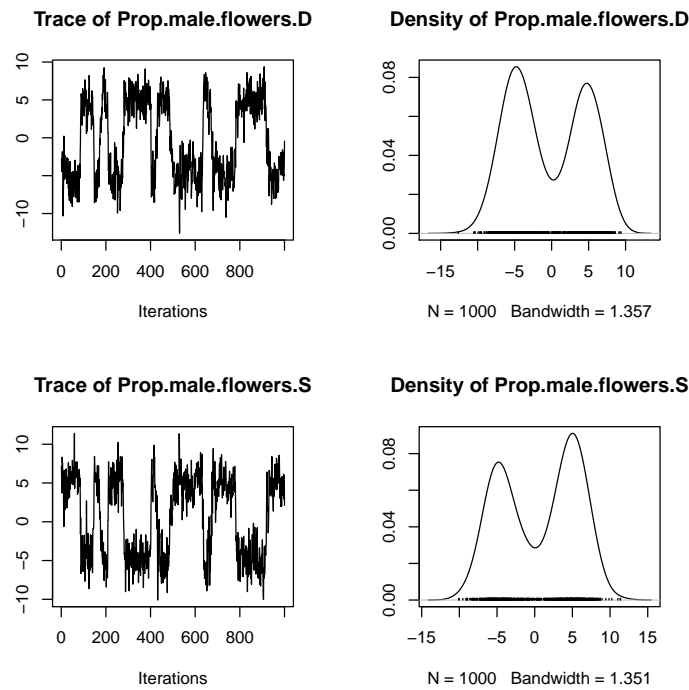 Trace of Prop.male.flowers.D
10
5
0
−10
0 200 400 600 800
Iterations
Density of Prop.male.flowers.D
0.08
0.04
0.00
−15 −5 0 5 10
N = 1000 Bandwidth = 1.357
Trace of Prop.male.flowers.S
10
5
0
−5
−10
0 200 400 600 800
Iterations
Density of Prop.male.flowers.S
0.08
0.04
0.00
−15 −5 0 5 10 15
N = 1000 Bandwidth = 1.351